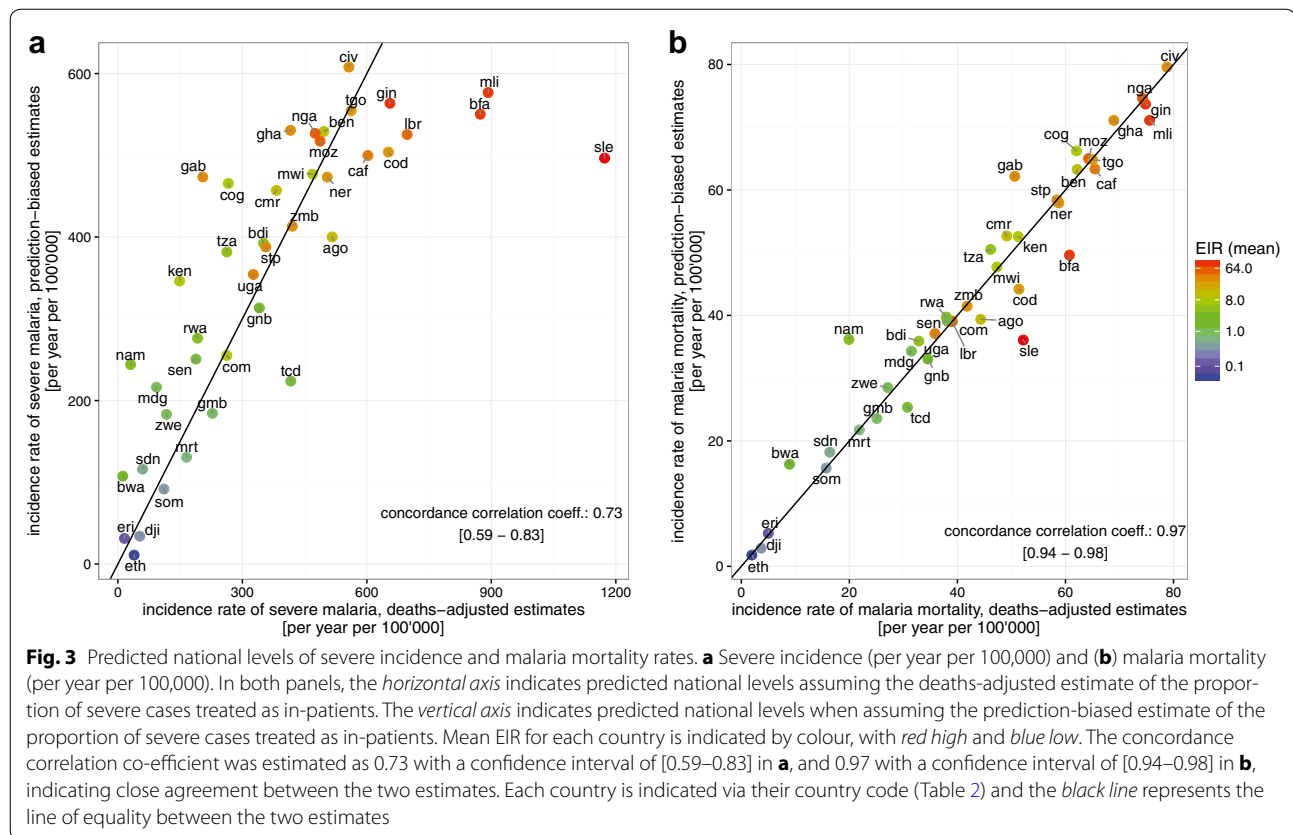 a
incidence rate of severe malaria, prediction−biased estimates
[per year per 100'000]
600
400
200
0
civ
mli
tgo
gin
bfa
nga
ben
lbr
gha
moz
sle
caf
cod
gab
mwi
ner
cog
cmr
zmb
bdi
tza
stp
ago
ken
uga
gnb
rwa
nam
sen
com
tcd
mdg
gmb
zwe
mrt
sdn
bwa
som
eri
dji
eth
concordance correlation coeff.: 0.73
[0.59 − 0.83]
0
300
600
900
1200
incidence rate of severe malaria, deaths−adjusted estimates
[per year per 100'000]
b
incidence rate of malaria mortality, prediction−biased estimates
[per year per 100'000]
80
60
40
20
0
civ
nga
gin
gha
mli
cog
moz
tgo
gab
ben
caf
stp
ner
cmr
ken
tza
bfa
mwi
cod
zmb
rwa
ago
sen
com
nam
bdi
uga
lbr
sle
mdg
gnb
zwe
gmb
tcd
mrt
sdn
bwa
som
eri
dji
eth
concordance correlation coeff.: 0.97
[0.94 − 0.98]
0
20
40
60
80
incidence rate of malaria mortality, deaths−adjusted estimates
[per year per 100'000]
EIR (mean)
64.0
8.0
1.0
0.1
Fig. 3 Predicted national levels of severe incidence and malaria mortality rates. a Severe incidence (per year per 100,000) and (b) malaria mortality
(per year per 100,000). In both panels, the horizontal axis indicates predicted national levels assuming the deaths-adjusted estimate of the propor-
tion of severe cases treated as in-patients. The vertical axis indicates predicted national levels when assuming the prediction-biased estimate of the
proportion of severe cases treated as in-patients. Mean EIR for each country is indicated by colour, with red high and blue low. The concordance
correlation co-efficient was estimated as 0.73 with a confidence interval of [0.59–0.83] in a, and 0.97 with a confidence interval of [0.94–0.98] in b,
indicating close agreement between the two estimates. Each country is indicated via their country code (Table 2) and the black line represents the
line of equality between the two estimates